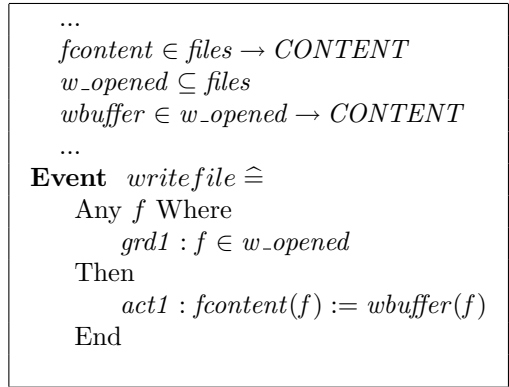 ...
fcontent ∈ files → CONTENT
w_opened ⊆ files
wbuffer ∈ w_opened → CONTENT
...
Event writefile ≙
Any f Where
grd1 : f ∈ w_opened
Then
act1 : fcontent(f) := wbuffer(f)
End